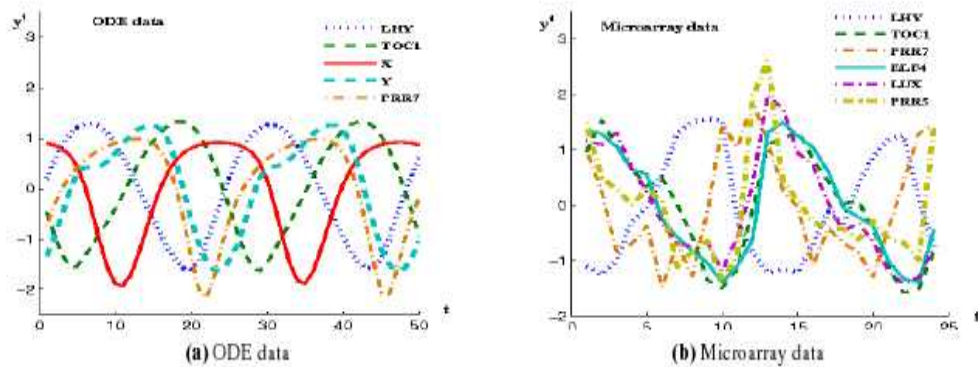 y¹
ODE data
LHY
TOC1
X
Y
PRR7
3
2
1
0
-1
-2
0
10
20
30
40
50
t
(a) ODE data
Microarray data
LHY
TOC1
PRR7
ELF4
LUX
PRR5
3
2
1
0
-1
-2
0
5
10
15
20
25
t
(b) Microarray data